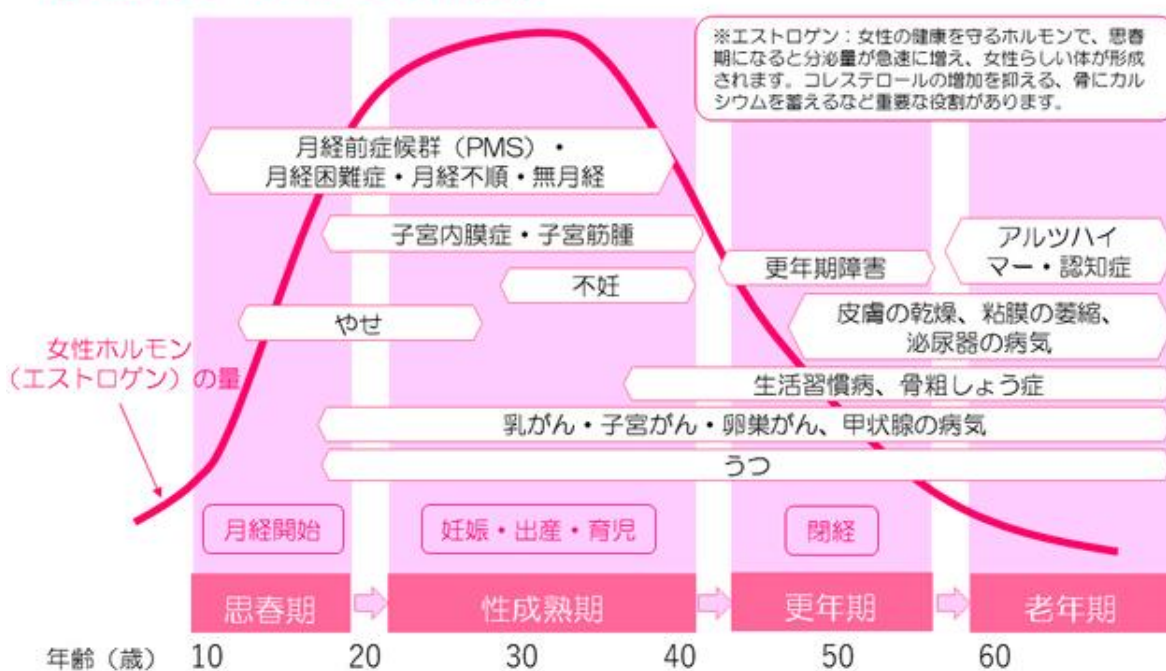 ※エストロゲン：女性の健康を守るホルモンで、思春
期になると分泌量が急速に増え、女性らしい体が形成
されます。コレステロールの増加を抑える、骨にカル
シウムを蓄えるなど重要な役割があります。
月経前症候群（PMS）・
月経困難症・月経不順・無月経
子宮内膜症・子宮筋腫
アルツハイ
マー・認知症
更年期障害
不妊
やせ
皮膚の乾燥、粘膜の萎縮、
泌尿器の病気
女性ホルモン
（エストロゲン）の量
生活習慣病、骨粗しょう症
乳がん・子宮がん・卵巣がん、甲状腺の病気
うつ
月経開始
妊娠・出産・育児
閉経
思春期
性成熟期
更年期
老年期
年齢（歳） 10 20 30 40 50 60